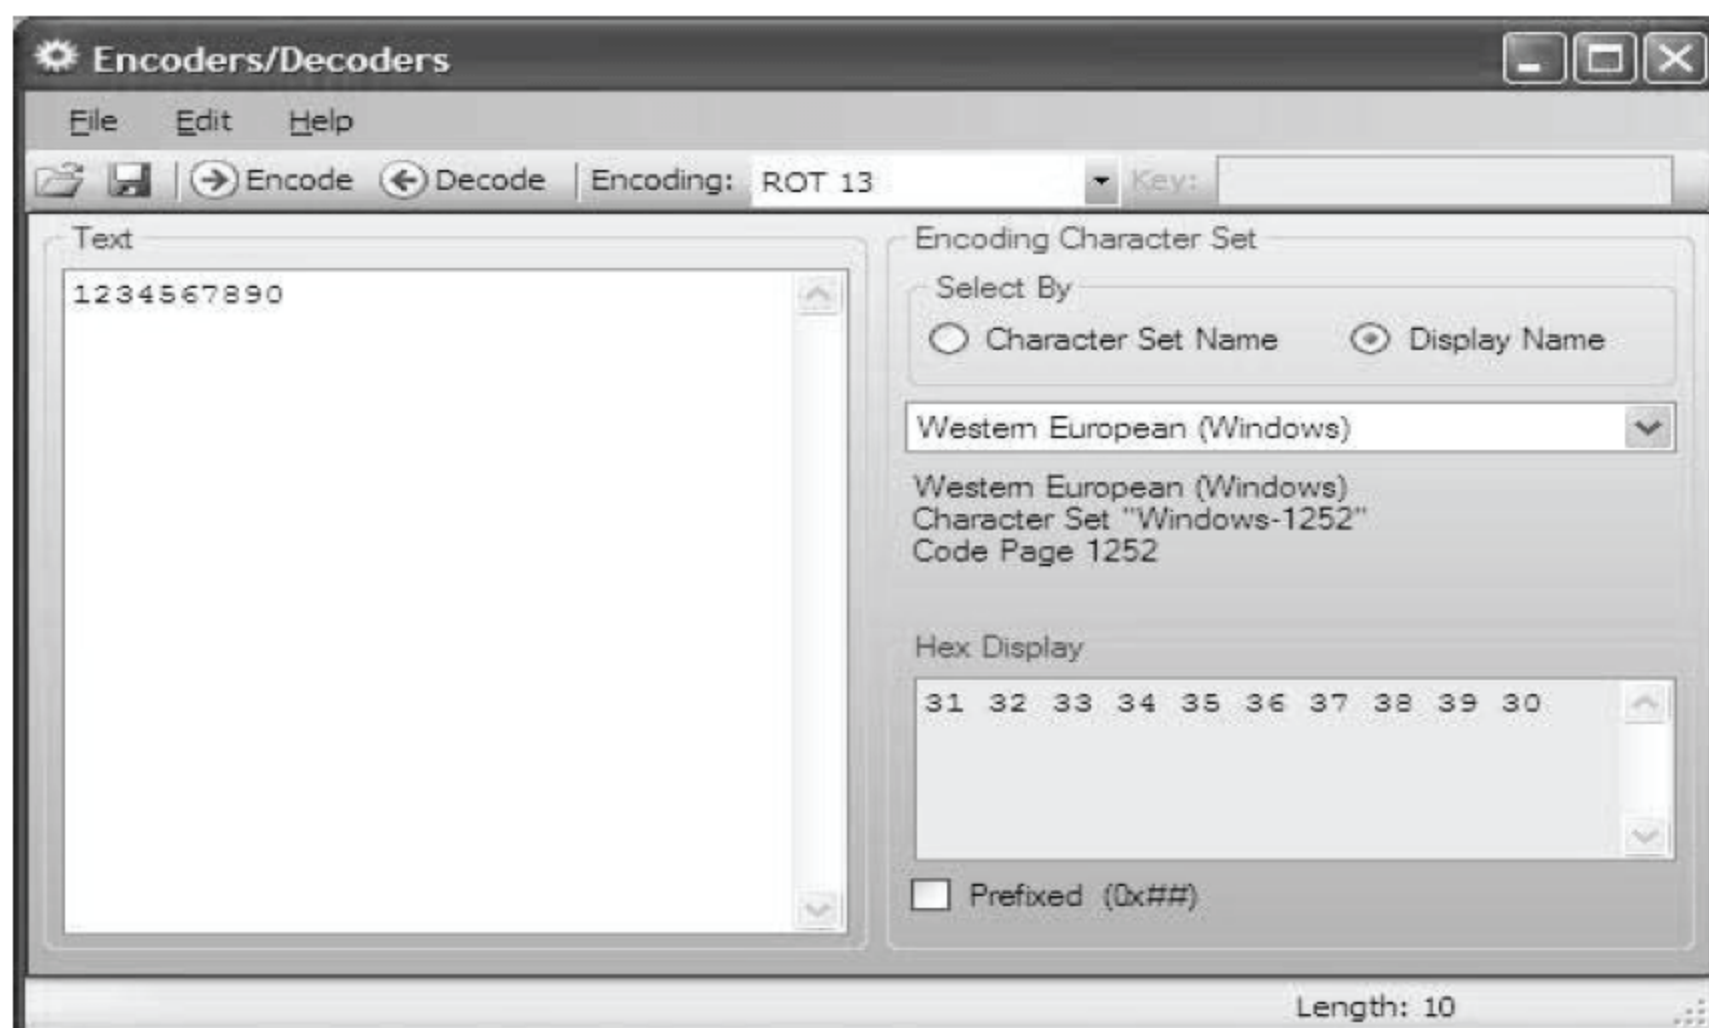 Encoders/Decoders
File Edit Help
Encode Decode Encoding: ROT 13 Key:
Text
1234567890
Encoding Character Set
Select By
Character Set Name Display Name
Western European (Windows)
Western European (Windows)
Character Set "Windows-1252"
Code Page 1252
Hex Display
31 32 33 34 35 36 37 38 39 30
Prefixed (0x##)
Length: 10